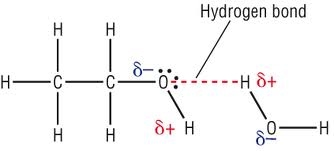 Hydrogen bond
H H
H C C δ– O H δ+
H H δ+ H O H
δ–